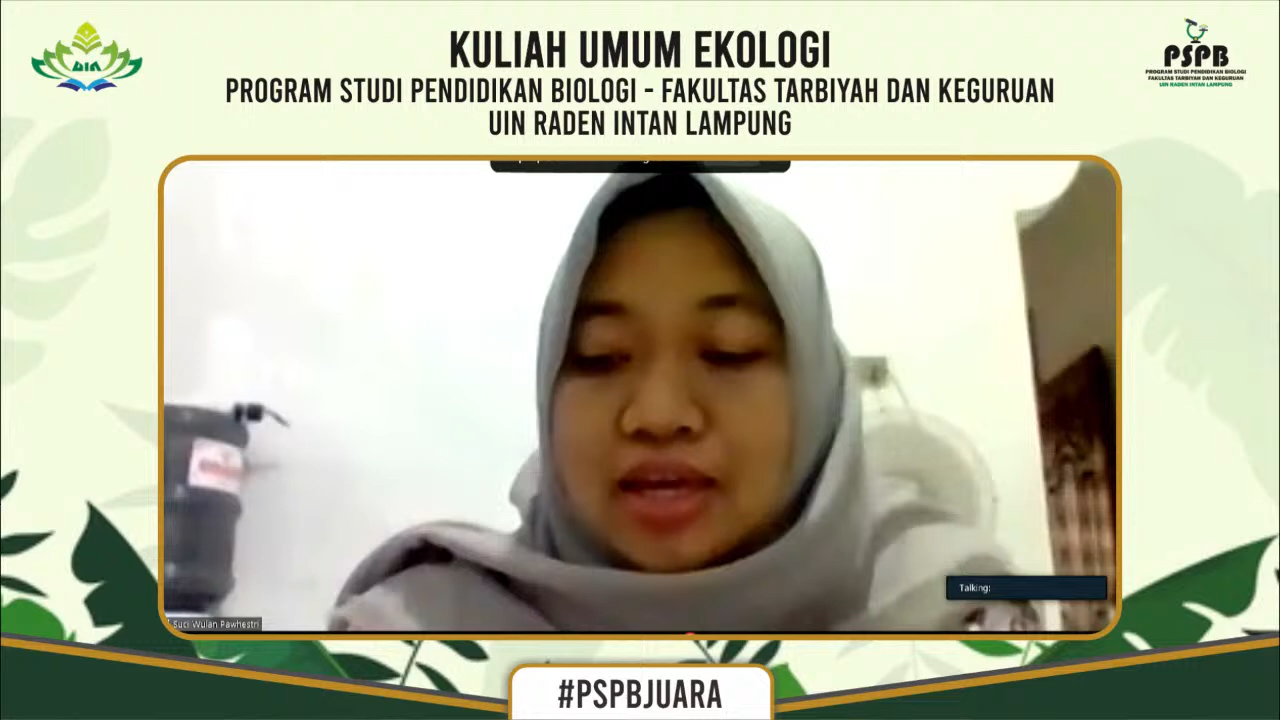 KULIAH UMUM EKOLOGI
PROGRAM STUDI PENDIDIKAN BIOLOGI - FAKULTAS TARBIYAH DAN KEGURUAN
UIN RADEN INTAN LAMPUNG
PSPB
PROGRAM STUDI PENDIDIKAN BIOLOGI
FAKULTAS TARBIYAH DAN KEGURUAN
UIN RADEN INTAN LAMPUNG
Talking:
Suci Wulan Pawhestri
#PSPBJUARA